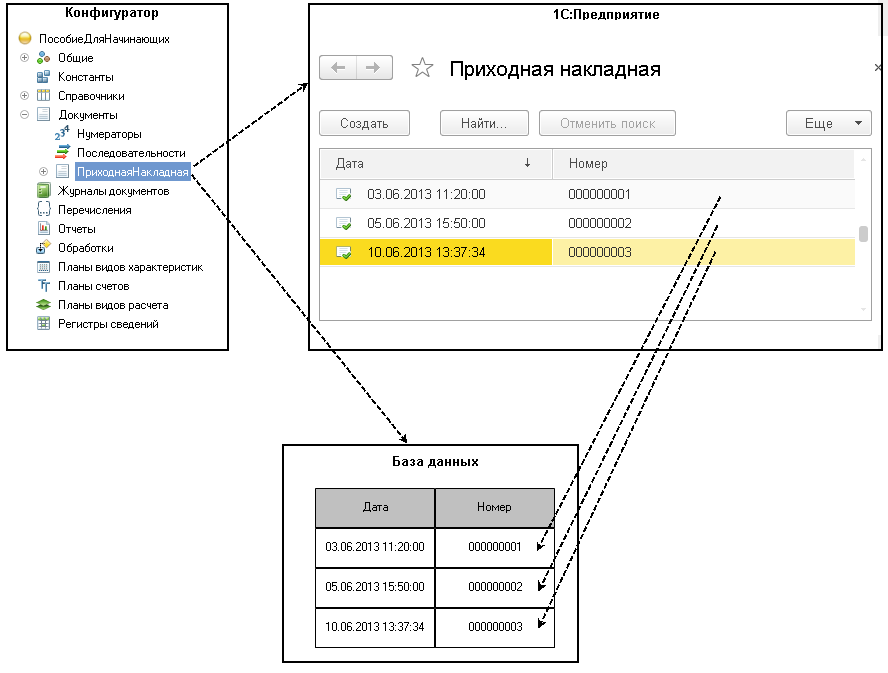 Конфигуратор
ПособиеДляНачинающих
Общие
Константы
Справочники
Документы
Нумераторы
Последовательности
ПриходнаяНакладная
Журналы документов
Перечисления
Отчеты
Обработки
Планы видов характеристик
Планы счетов
Планы видов расчета
Регистры сведений
1С:Предприятие
Приходная накладная
Создать Найти... Отменить поиск Еще
Дата Номер
03.06.2013 11:20:00 000000001
05.06.2013 15:50:00 000000002
10.06.2013 13:37:34 000000003
База данных
Дата Номер
03.06.2013 11:20:00 000000001
05.06.2013 15:50:00 000000002
10.06.2013 13:37:34 000000003